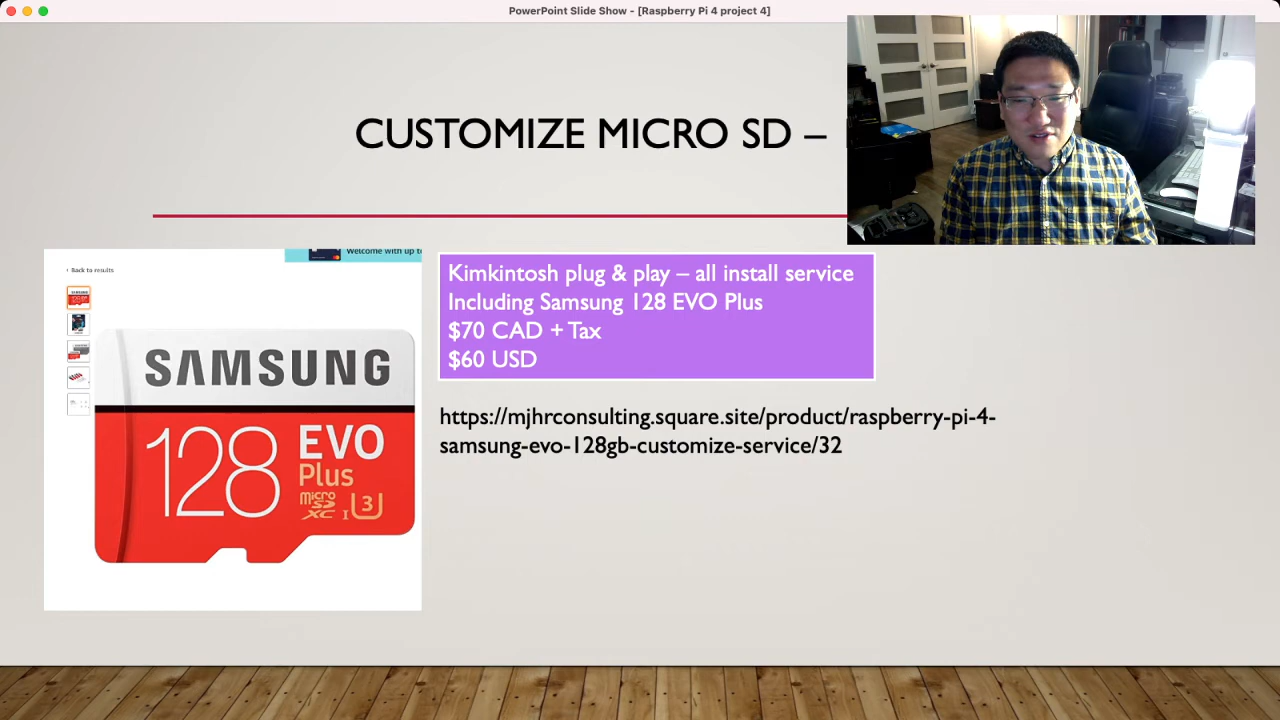 PowerPoint Slide Show - [Raspberry Pi 4 project 4]
CUSTOMIZE MICRO SD –
Welcome with up t
‹ Back to results
SAMSUNG
128 EVO
Plus
micro
SD
XC I U3
Kimkintosh plug & play – all install service
Including Samsung 128 EVO Plus
$70 CAD + Tax
$60 USD
https://mjhrconsulting.square.site/product/raspberry-pi-4-
samsung-evo-128gb-customize-service/32